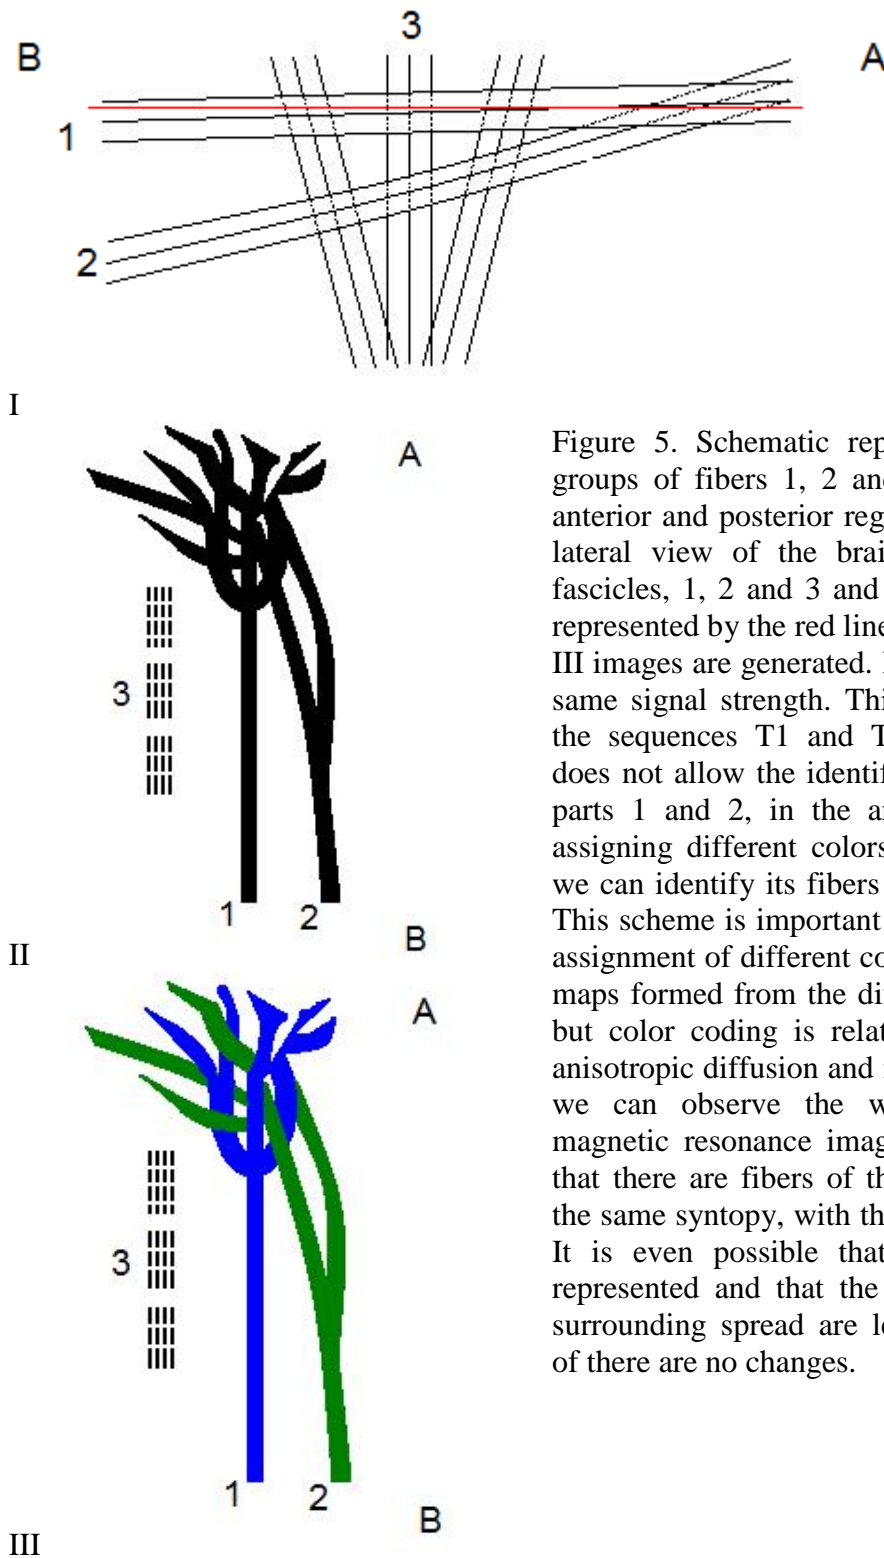 3
B
A
1
2
I
A
3
1
2
B
II
A
3
1
2
B
III
Figure 5. Schematic rep
groups of fibers 1, 2 and
anterior and posterior reg
lateral view of the brai
fascicles, 1, 2 and 3 and
represented by the red line
III images are generated.
same signal strength. Thi
the sequences T1 and T
does not allow the identif
parts 1 and 2, in the a
assigning different colors
we can identify its fibers
This scheme is important
assignment of different co
maps formed from the di
but color coding is relat
anisotropic diffusion and
we can observe the w
magnetic resonance imag
that there are fibers of th
the same syntopy, with th
It is even possible that
represented and that the
surrounding spread are l
of there are no changes.